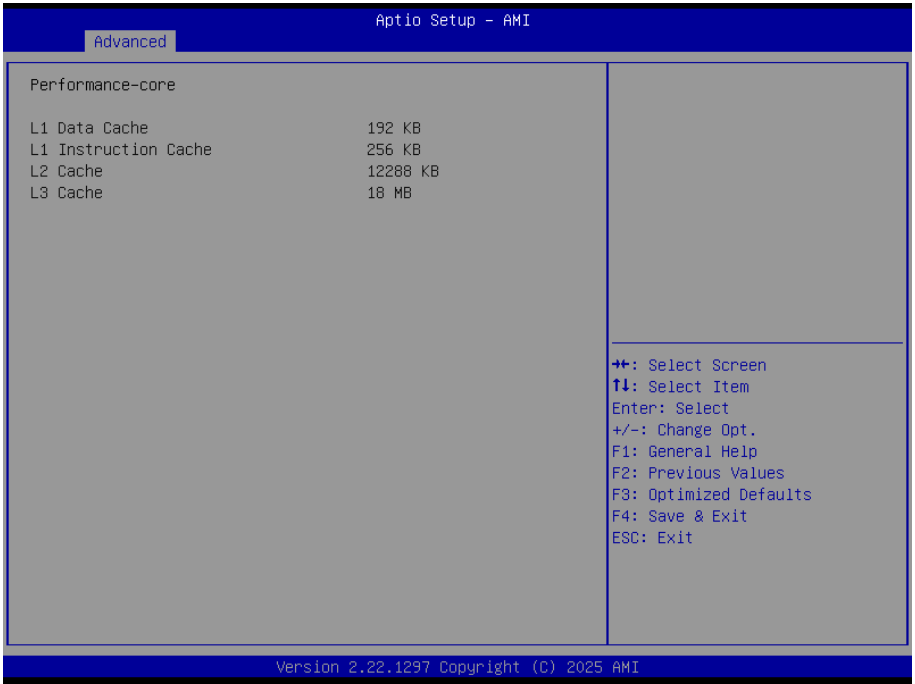 Aptio Setup - AMI
Advanced
Performance-core
L1 Data Cache 192 KB
L1 Instruction Cache 256 KB
L2 Cache 12288 KB
L3 Cache 18 MB
→←: Select Screen
↑↓: Select Item
Enter: Select
+/-: Change Opt.
F1: General Help
F2: Previous Values
F3: Optimized Defaults
F4: Save & Exit
ESC: Exit
Version 2.22.1297 Copyright (C) 2025 AMI